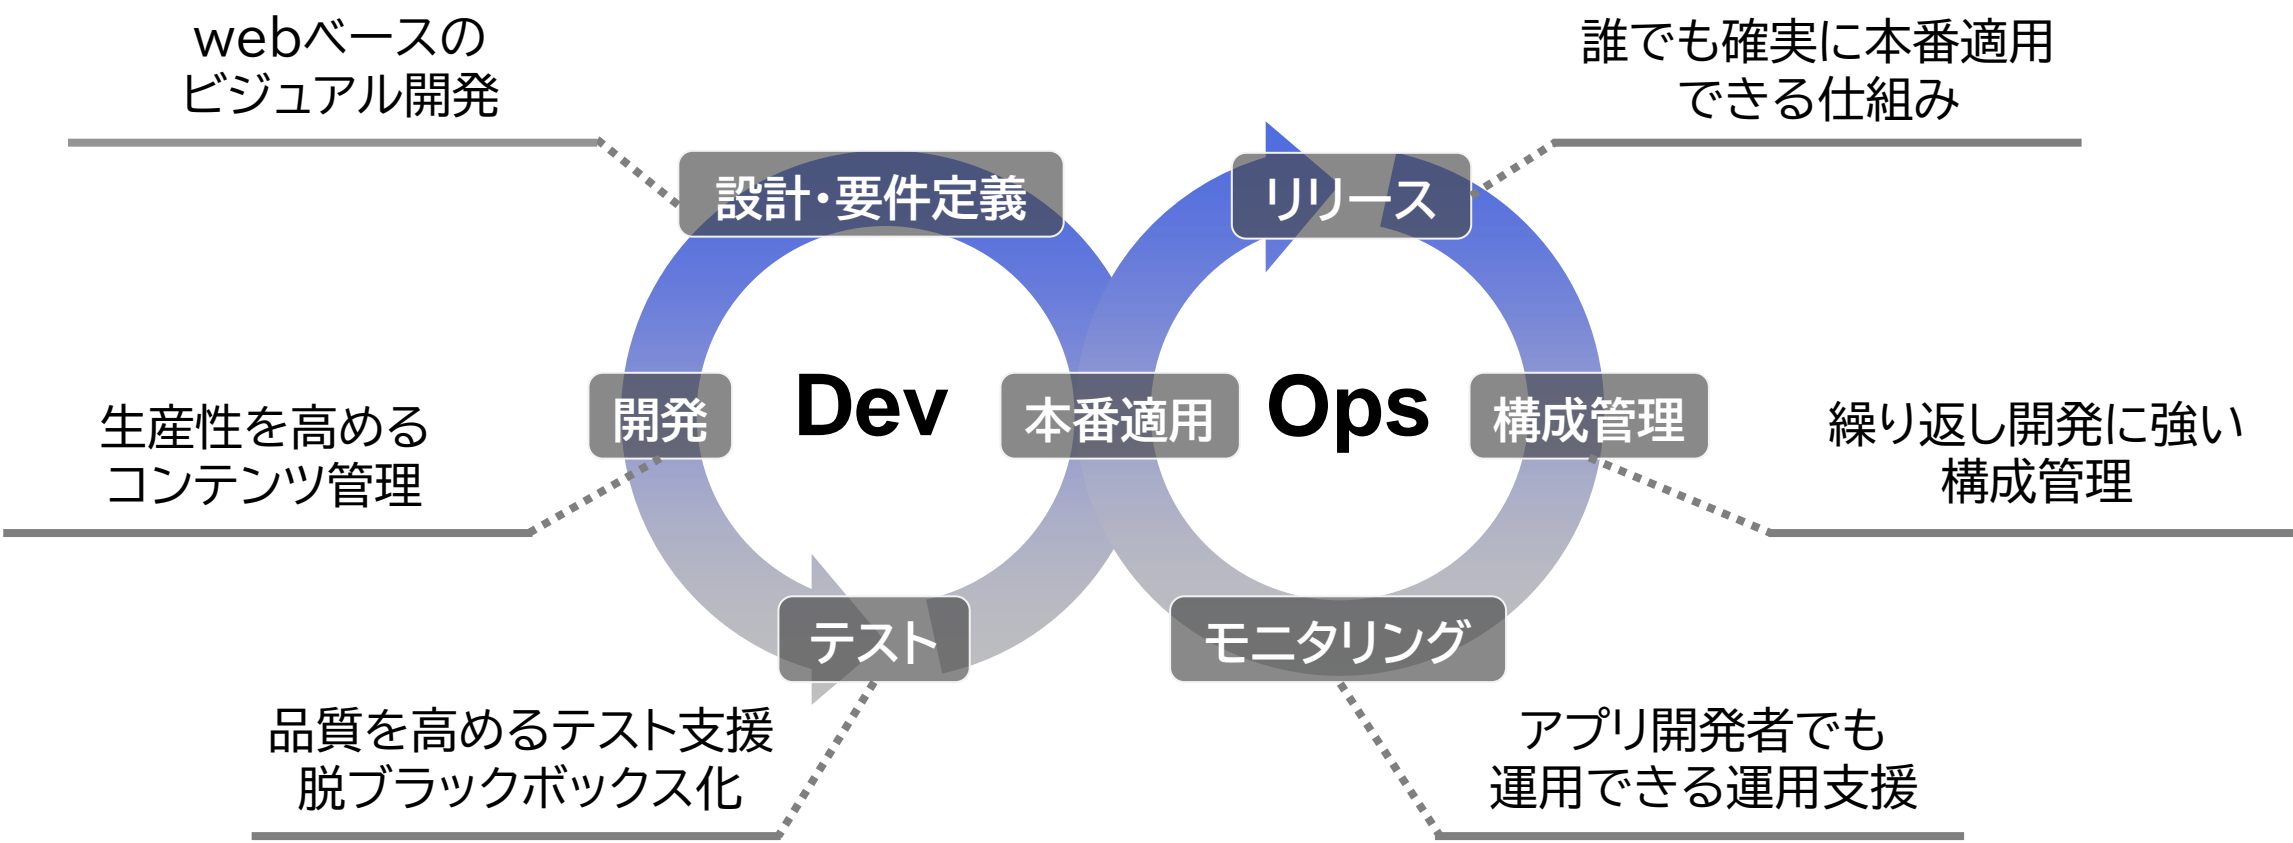 webベースの
ビジュアル開発
誰でも確実に本番適用
できる仕組み
設計・要件定義
リリース
生産性を高める
コンテンツ管理
開発
Dev
本番適用
Ops
構成管理
繰り返し開発に強い
構成管理
テスト
モニタリング
品質を高めるテスト支援
脱ブラックボックス化
アプリ開発者でも
運用できる運用支援